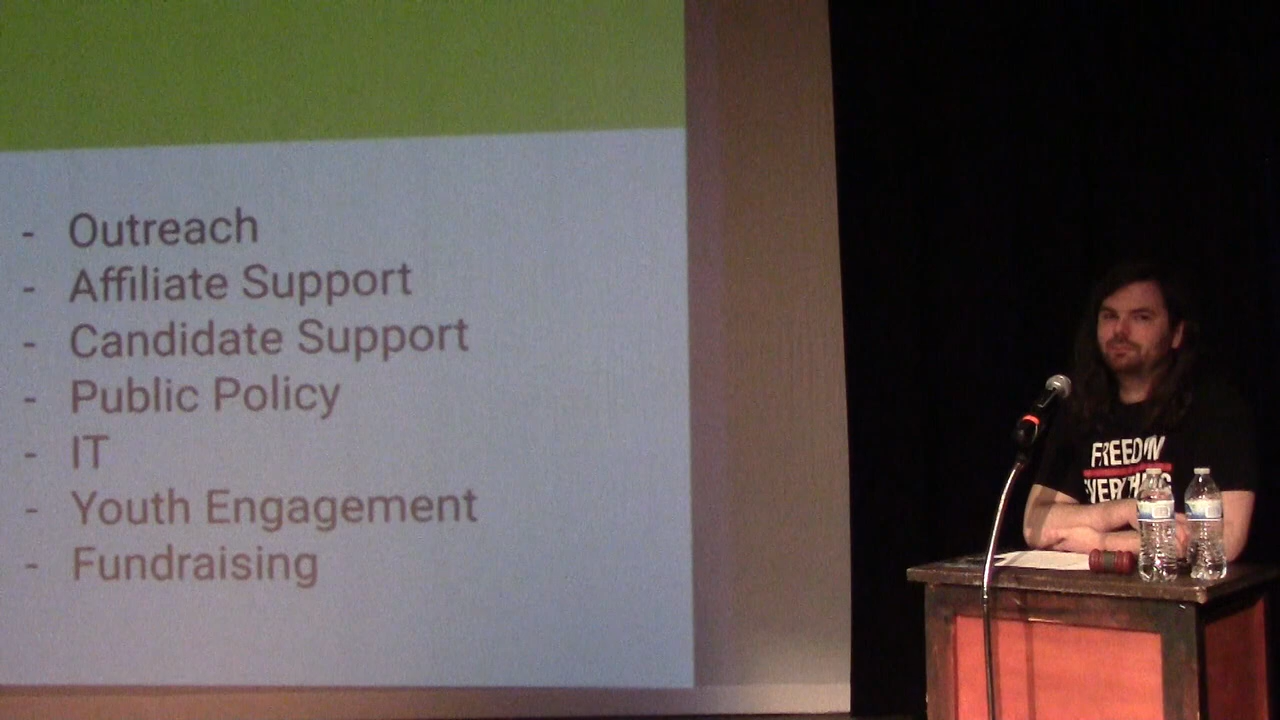 - Outreach
- Affiliate Support
- Candidate Support
- Public Policy
- IT
- Youth Engagement
- Fundraising
FREEDOM